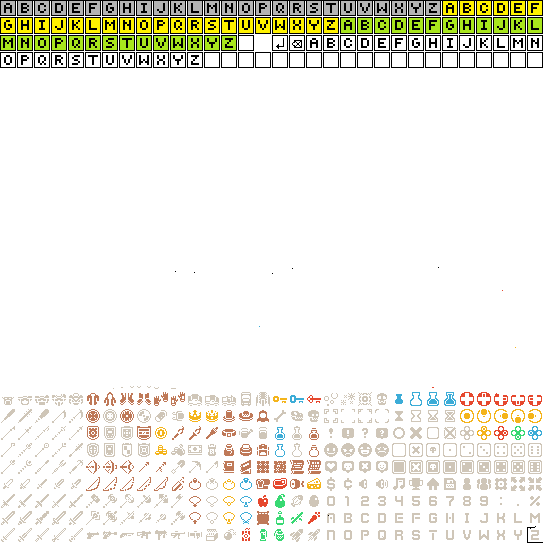 ABCDEFGHIJKLMNOPQRSTUVWXYZABCDEF
GHIJKLMNOPQRSTUVWXYZABCDEFGHIJKL
MNOPQRSTUVWXYZ ABCDEFGHIJKLMN
OPQRSTUVWXYZ
$ ¢
0123456789:.%
ABCDEFGHIJKLM
NOPQRSTUVWXYZ